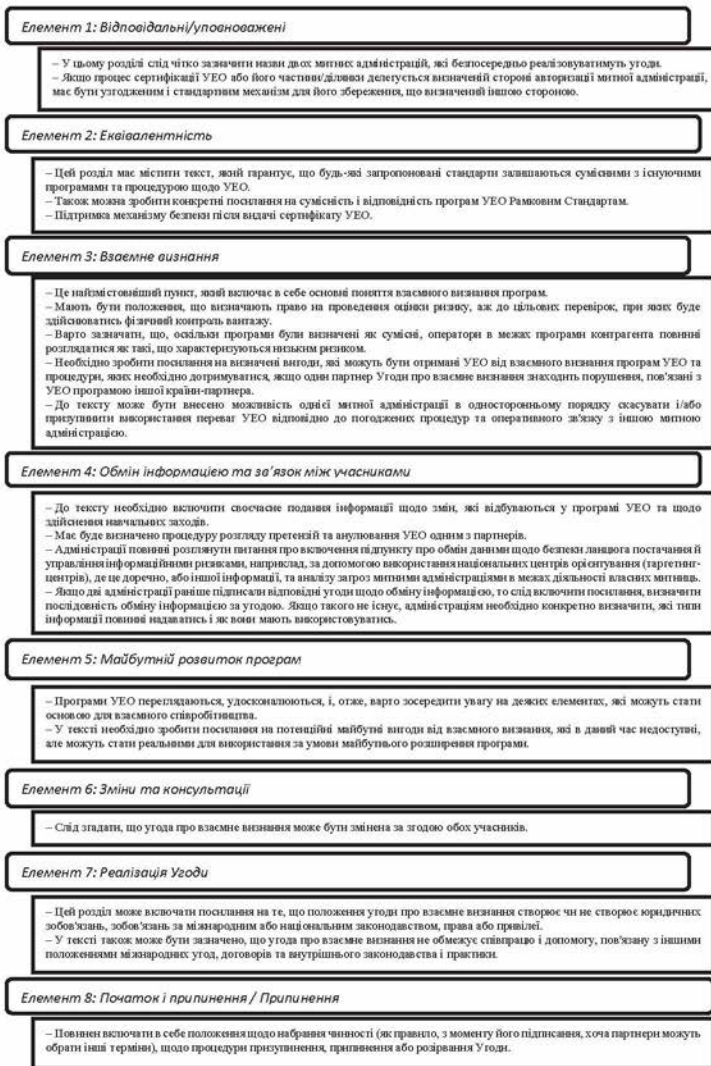 Елемент 1: Відповідальні/уповноважені
– У цьому розділі слід чітко зазначити назви двох митних адміністрацій, які безпосередньо реалізовуватимуть угоди.
– Якщо процес сертифікації УЕО або його частини/ділянки делегується визначеній стороні авторизації митної адміністрації,
має бути узгодженим і стандартним механізм для його збереження, що визначений іншою стороною.
Елемент 2: Еквівалентність
– Цей розділ має містити текст, який гарантує, що будь-які запропоновані стандарти залишаються сумісними з існуючими
програмами та процедурою щодо УЕО.
– Також можна зробити конкретні посилання на сумісність і відповідність програм УЕО Рамковим Стандартам.
– Підтримка механізму безпеки після видачі сертифікату УЕО.
Елемент 3: Взаємне визнання
– Це найзмістовніший пункт, який включає в себе основні поняття взаємного визнання програм.
– Мають бути положення, що визначають право на проведення оцінки ризику, аж до цільових перевірок, при яких буде
здійснюватись фізичний контроль вантажу.
– Варто зазначати, що, оскільки програми були визначені як сумісні, оператори в межах програми контрагента повинні
розглядатися як такі, що характеризуються низьким ризиком.
– Необхідно зробити посилання на визначені вигоди, які можуть бути отримані УЕО від взаємного визнання програм УЕО та
процедури, яких необхідно дотримуватися, якщо один партнер Угоди про взаємне визнання знаходить порушення, пов'язані з
УЕО програмою іншої країни-партнера.
– До тексту може бути внесено можливість однієї митної адміністрації в односторонньому порядку скасувати і/або
призупинити використання переваг УЕО відповідно до погоджених процедур та оперативного зв'язку з іншою митною
адміністрацією.
Елемент 4: Обмін інформацією та зв'язок між учасниками
– До тексту необхідно включити своєчасне подання інформації щодо змін, які відбуваються у програмі УЕО та щодо
здійснення навчальних заходів.
– Має буде визначено процедуру розгляду претензій та анулювання УЕО одним з партнерів.
– Адміністрації повинні розглянути питання про включення підпункту про обмін даними щодо безпеки ланцюга постачання й
управління інформаційними ризиками, наприклад, за допомогою використання національних центрів орієнтування (таргетинг-
центрів), де це доречно, або іншої інформації, та аналізу загроз митними адміністраціями в межах діяльності власних митниць.
– Якщо дві адміністрації раніше підписали відповідні угоди щодо обміну інформацією, то слід включити посилання, визначити
послідовність обміну інформацією за угодою. Якщо такого не існує, адміністраціям необхідно конкретно визначити, які типи
інформації повинні надаватись і як вони мають використовуватись.
Елемент 5: Майбутній розвиток програм
– Програми УЕО переглядаються, удосконалюються, і, отже, варто зосередити увагу на деяких елементах, які можуть стати
основою для взаємного співробітництва.
– У тексті необхідно зробити посилання на потенційні майбутні вигоди від взаємного визнання, які в даний час недоступні,
але можуть стати реальними для використання за умови майбутнього розширення програми.
Елемент 6: Зміни та консультації
– Слід згадати, що угода про взаємне визнання може бути змінена за згодою обох учасників.
Елемент 7: Реалізація Угоди
– Цей розділ може включати посилання на те, що положення угоди про взаємне визнання створює чи не створює юридичних
зобов'язань, зобов'язань за міжнародним або національним законодавством, права або привілеї.
– У тексті також може бути зазначено, що угода про взаємне визнання не обмежує співпрацю і допомогу, пов'язану з іншими
положеннями міжнародних угод, договорів та внутрішнього законодавства і практики.
Елемент 8: Початок і припинення / Припинення
– Повинен включати в себе положення щодо набрання чинності (як правило, з моменту його підписання, хоча партнери можуть
обрати інші терміни), щодо процедури призупинення, припинення або розірвання Угоди.